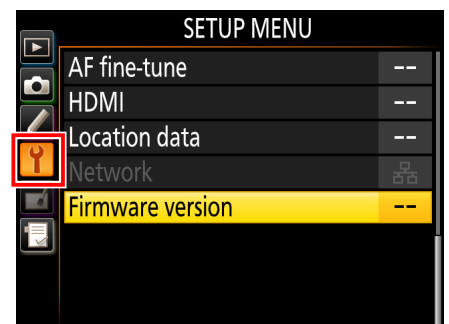 SETUP MENU
AF fine-tune --
HDMI --
Location data --
Network
Firmware version --